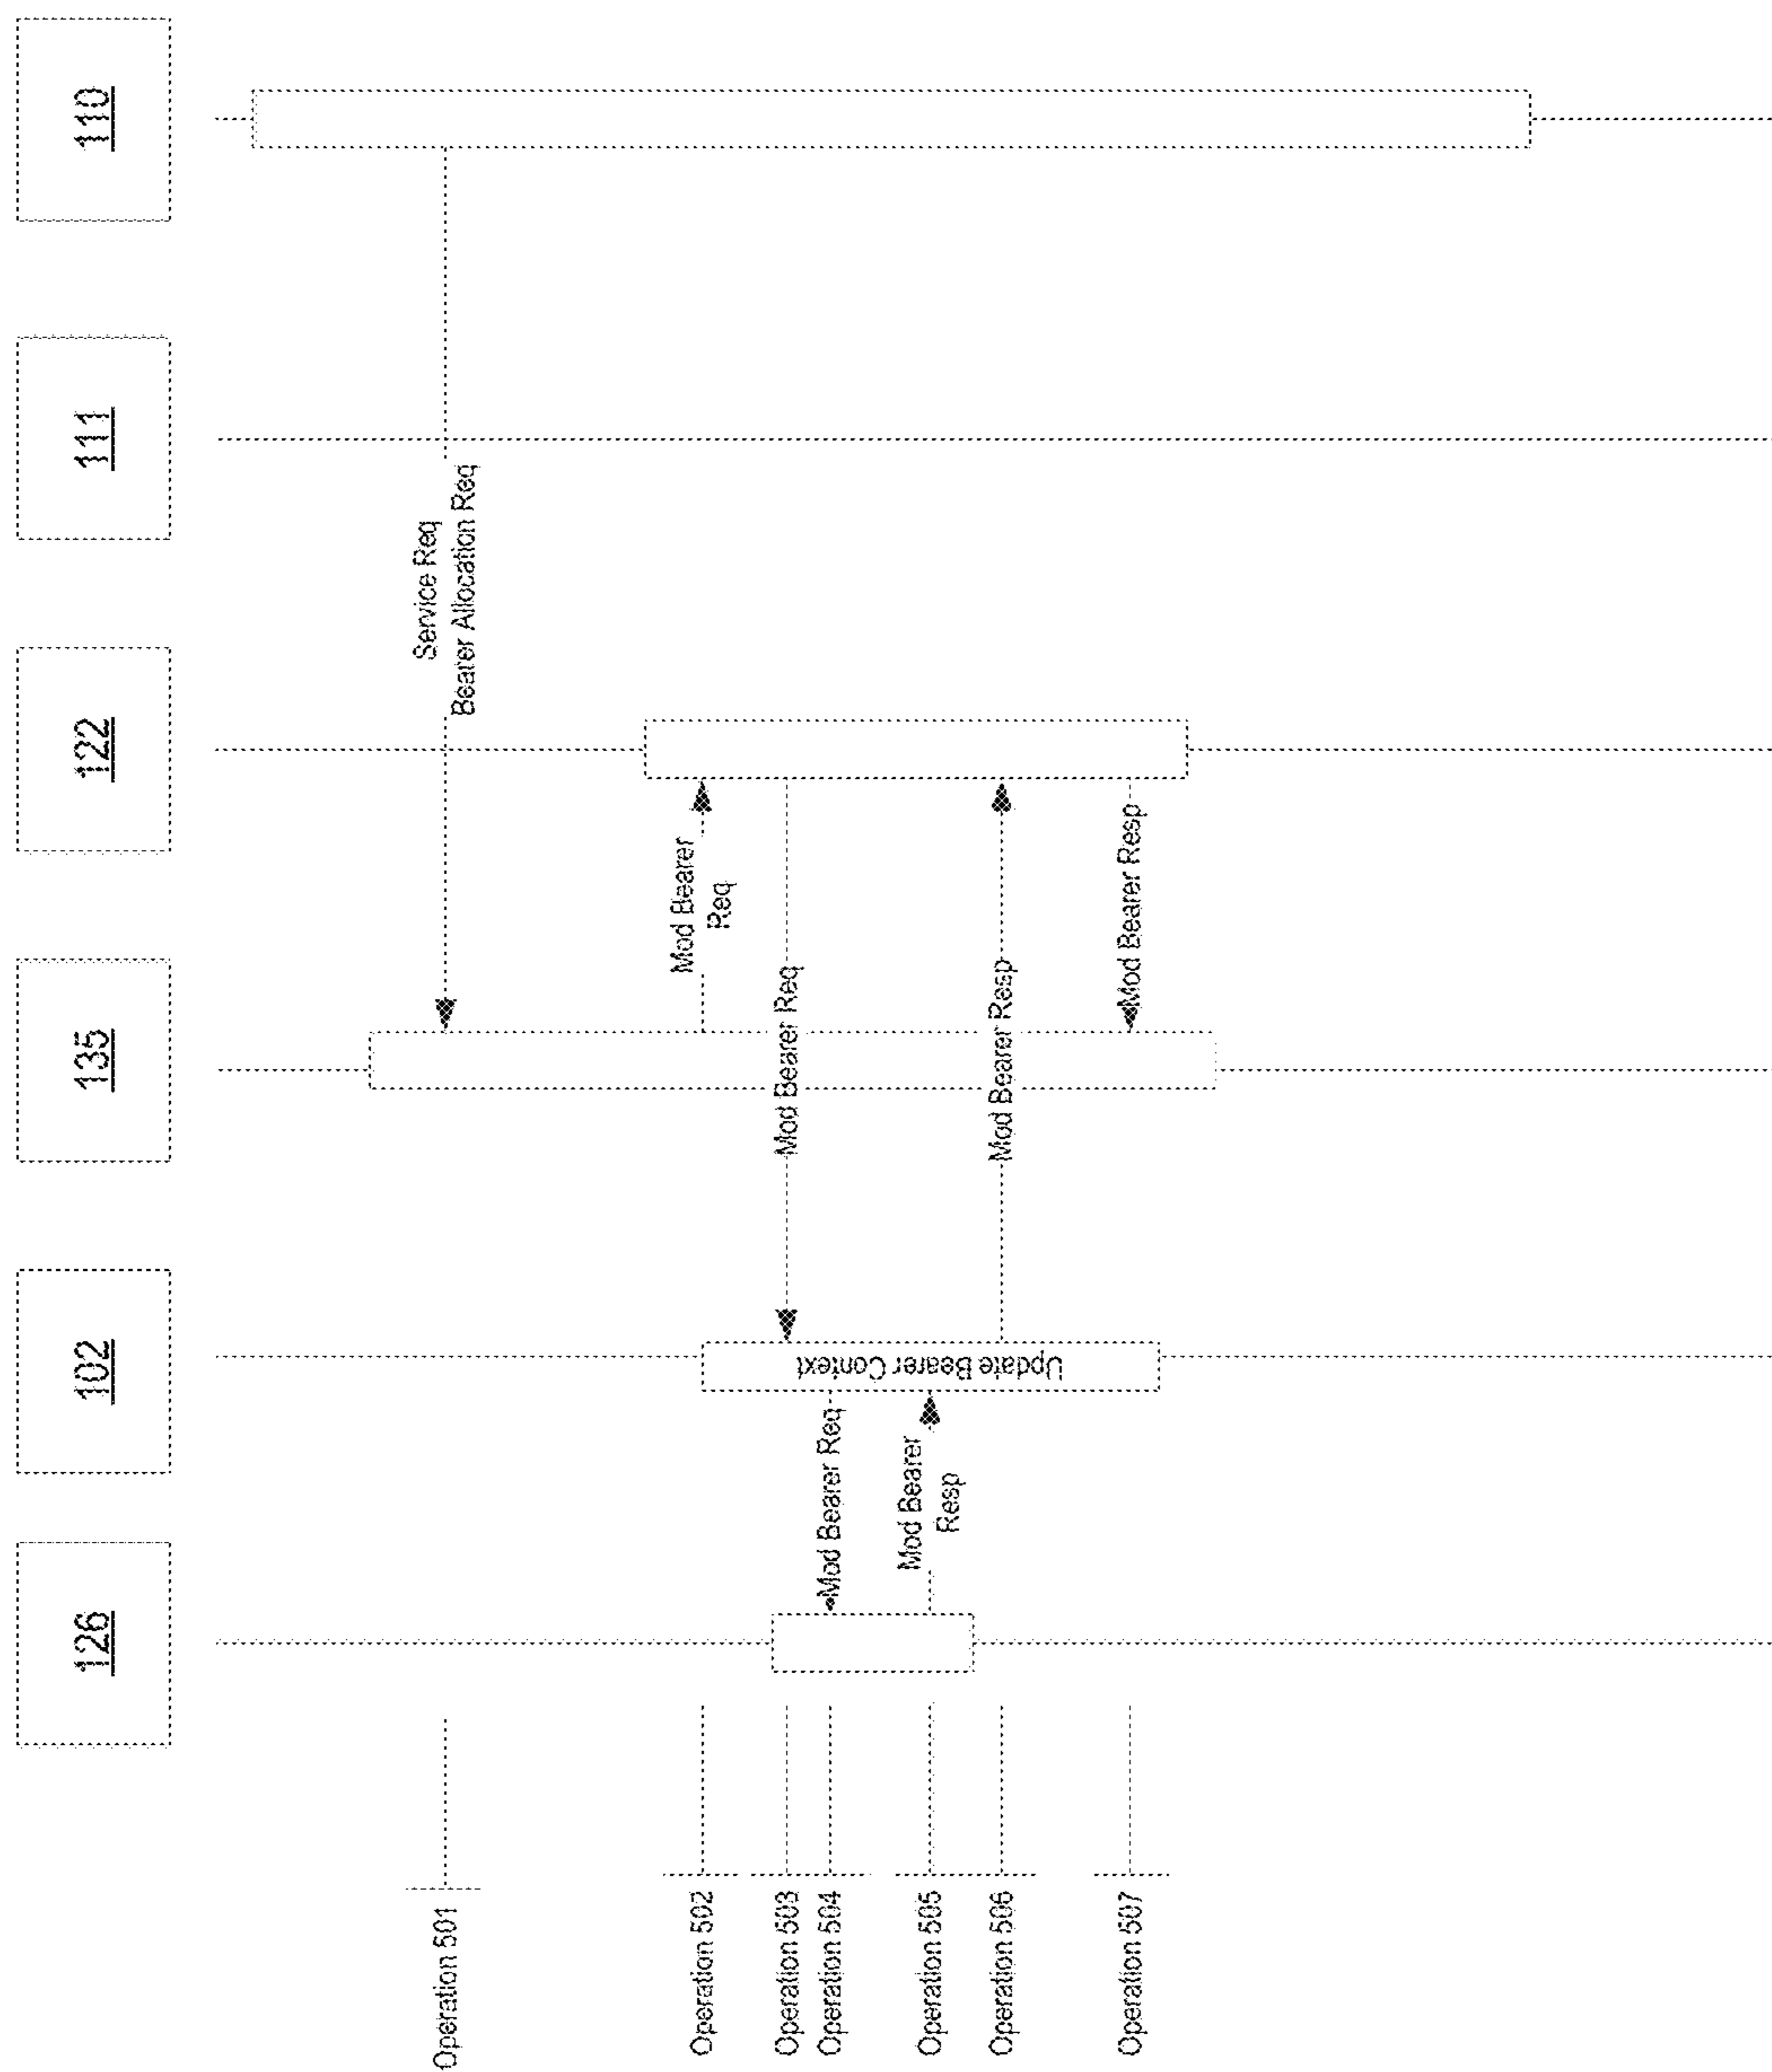 126
102
135
122
111
110
Operation 501
Service Req
Bearer Allocation Req
Operation 502
Mod Bearer
Req
Operation 503
Mod Bearer Req
Operation 504
Mod Bearer Req
Update Bearer Context
Operation 505
Mod Bearer
Resp
Operation 506
Mod Bearer Resp
Operation 507
Mod Bearer Resp